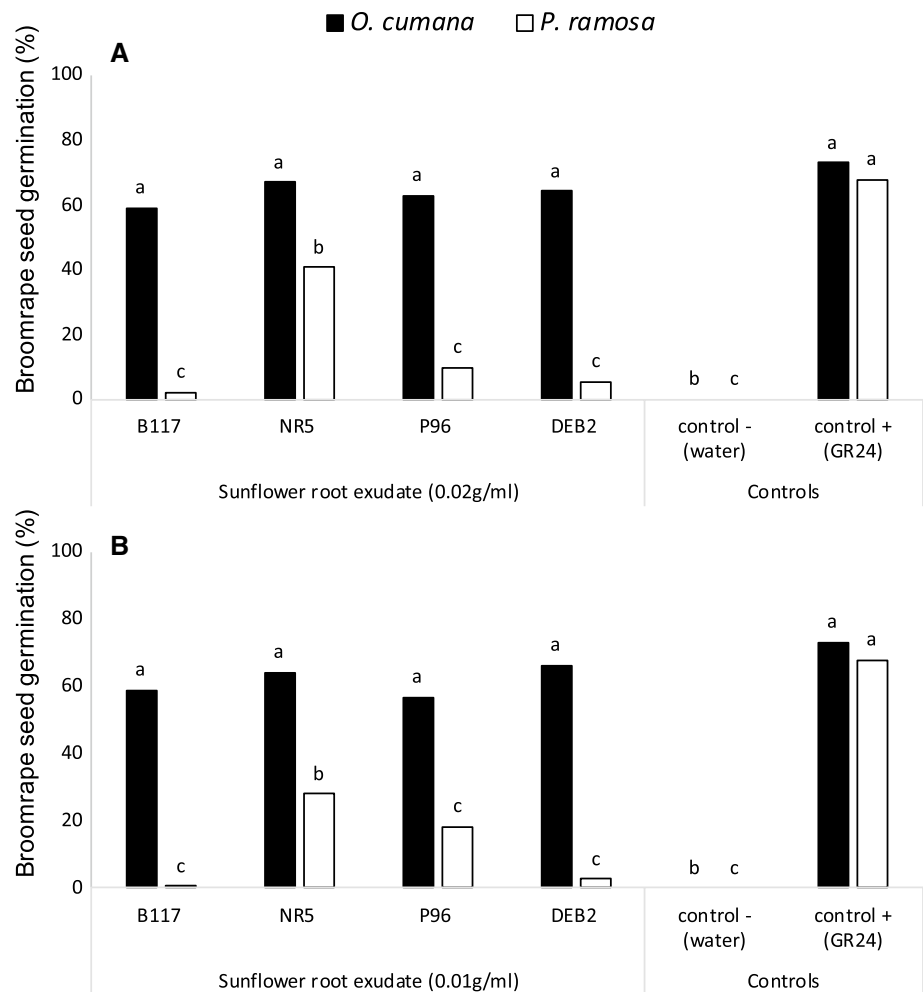 O. cumana P. ramosa
A
Broomrape seed germination (%)
100
80
60
40
20
0
a c
a b
a c
a c
b c
a a
B117 NR5 P96 DEB2 control - (water) control + (GR24)
Sunflower root exudate (0.02g/ml) Controls
B
Broomrape seed germination (%)
100
80
60
40
20
0
a c
a b
a c
a c
b c
a a
B117 NR5 P96 DEB2 control - (water) control + (GR24)
Sunflower root exudate (0.01g/ml) Controls